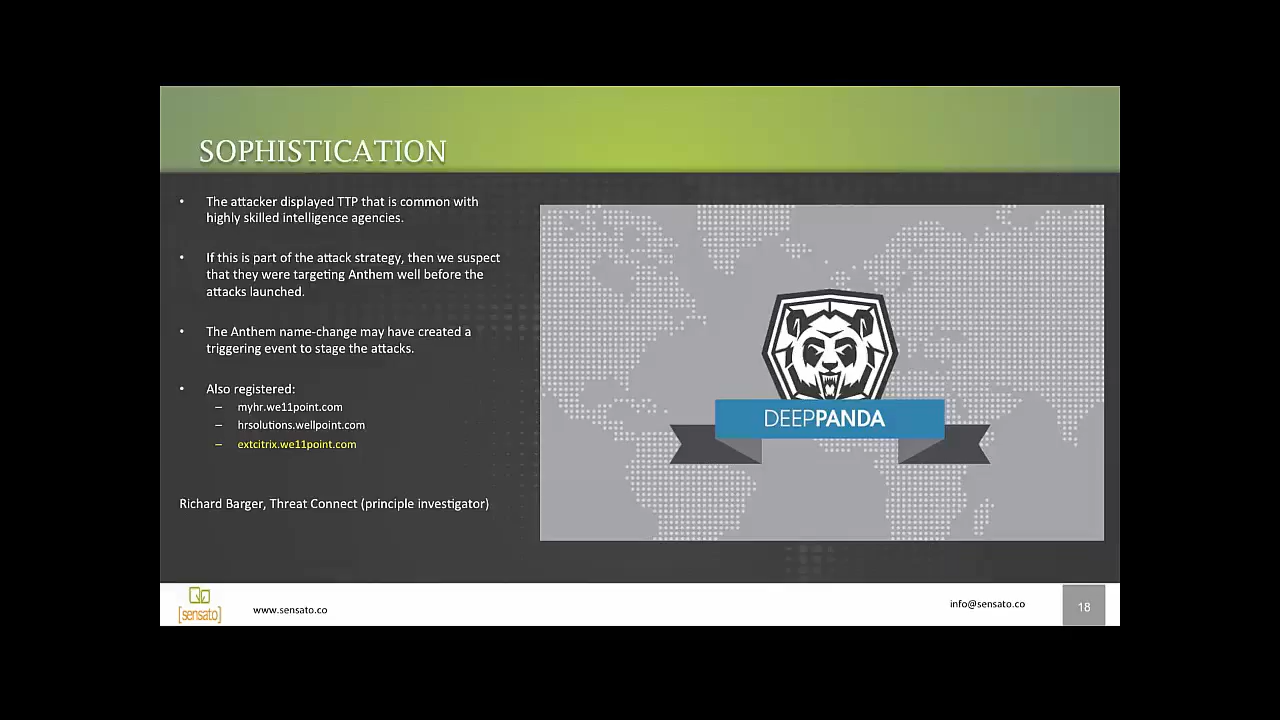 SOPHISTICATION
• The attacker displayed TTP that is common with
highly skilled intelligence agencies.
• If this is part of the attack strategy, then we suspect
that they were targeting Anthem well before the
attacks launched.
• The Anthem name-change may have created a
triggering event to stage the attacks.
• Also registered:
– myhr.we11point.com
– hrsolutions.wellpoint.com
– extcitrix.we11point.com
Richard Barger, Threat Connect (principle investigator)
DEEPPANDA
[sensato]
www.sensato.co
info@sensato.co
18